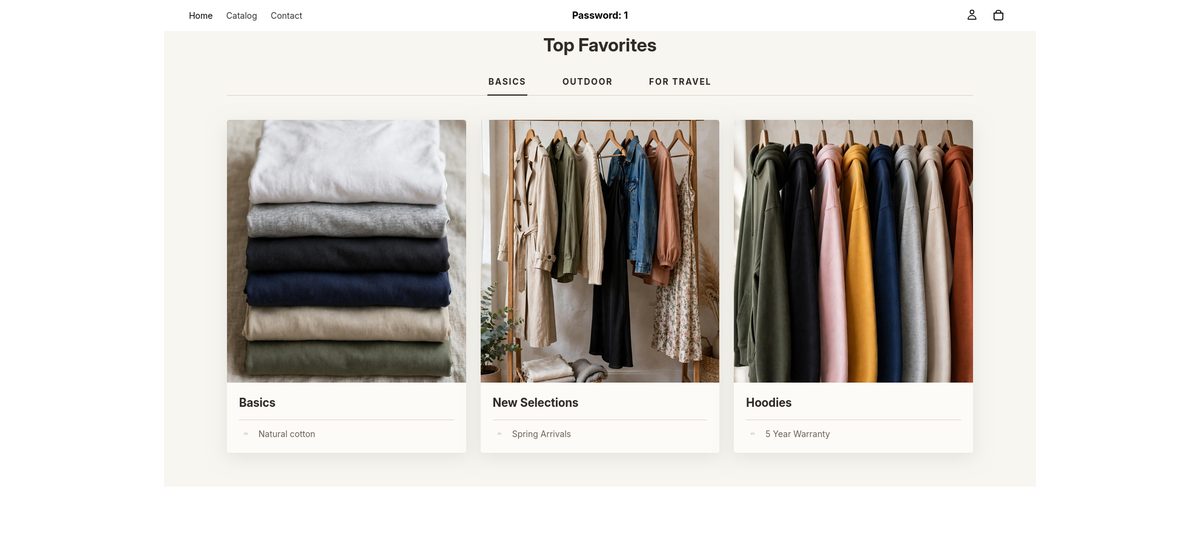 Home Catalog Contact
Password: 1
Top Favorites
BASICS OUTDOOR FOR TRAVEL
Basics
Natural cotton
New Selections
Spring Arrivals
Hoodies
5 Year Warranty